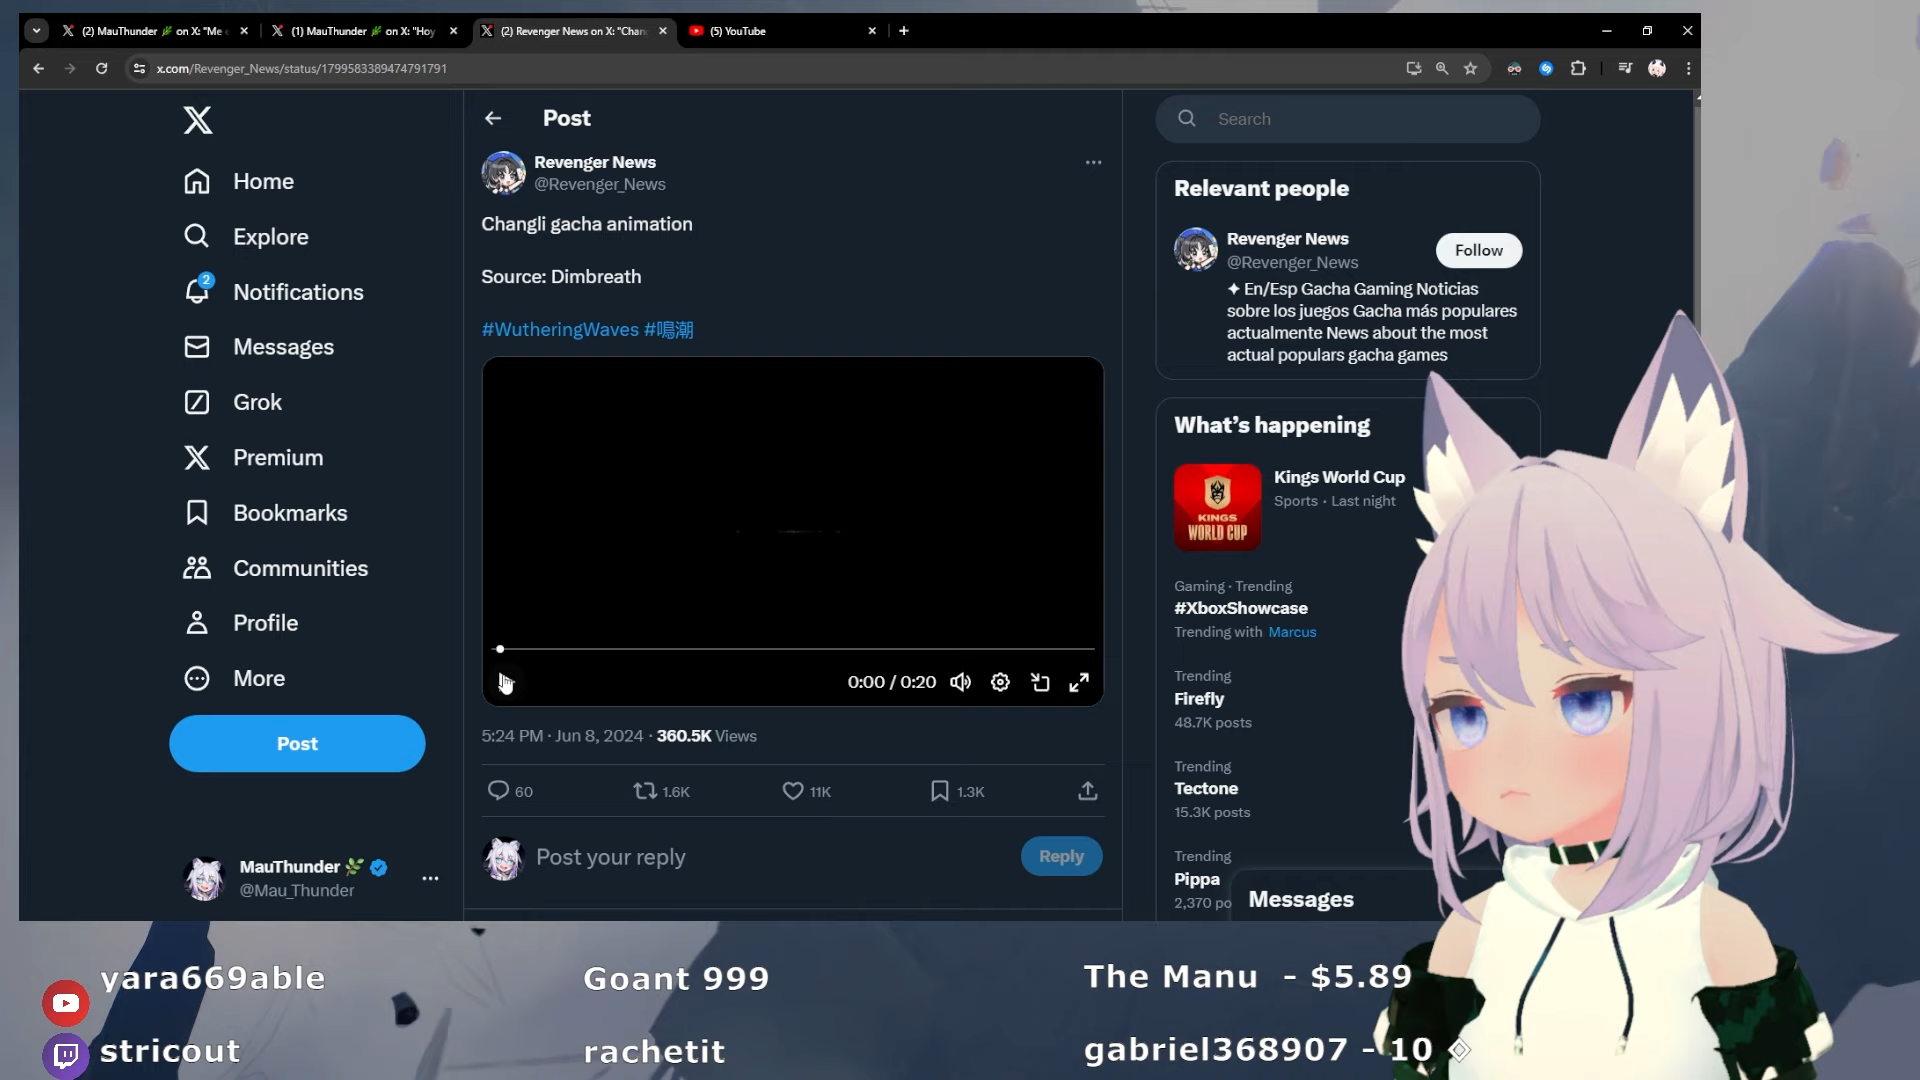 (2) MauThunder 🌿 on X: "Me
(1) MauThunder 🌿 on X: "Hoy
(2) Revenger News on X: "Chan
(5) YouTube
x.com/Revenger_News/status/1799583389474791791
Home
Explore
2
Notifications
Messages
Grok
Premium
Bookmarks
Communities
Profile
More
Post
MauThunder 🌿
@Mau_Thunder
Post
Revenger News
@Revenger_News
Changli gacha animation
Source: Dimbreath
#WutheringWaves #鳴潮
0:00 / 0:20
5:24 PM · Jun 8, 2024 · 360.5K Views
60
1.6K
11K
1.3K
Post your reply
Reply
Search
Relevant people
Revenger News
@Revenger_News
Follow
✦ En/Esp Gacha Gaming Noticias
sobre los juegos Gacha más populares
actualmente News about the most
actual populars gacha games
What's happening
KINGS
WORLD CUP
Kings World Cup
Sports · Last night
Gaming · Trending
#XboxShowcase
Trending with Marcus
Trending
Firefly
48.7K posts
Trending
Tectone
15.3K posts
Trending
Pippa
2,370 po
Messages
yara669able
Goant 999
The Manu - $5.89
stricout
rachetit
gabriel368907 - 10